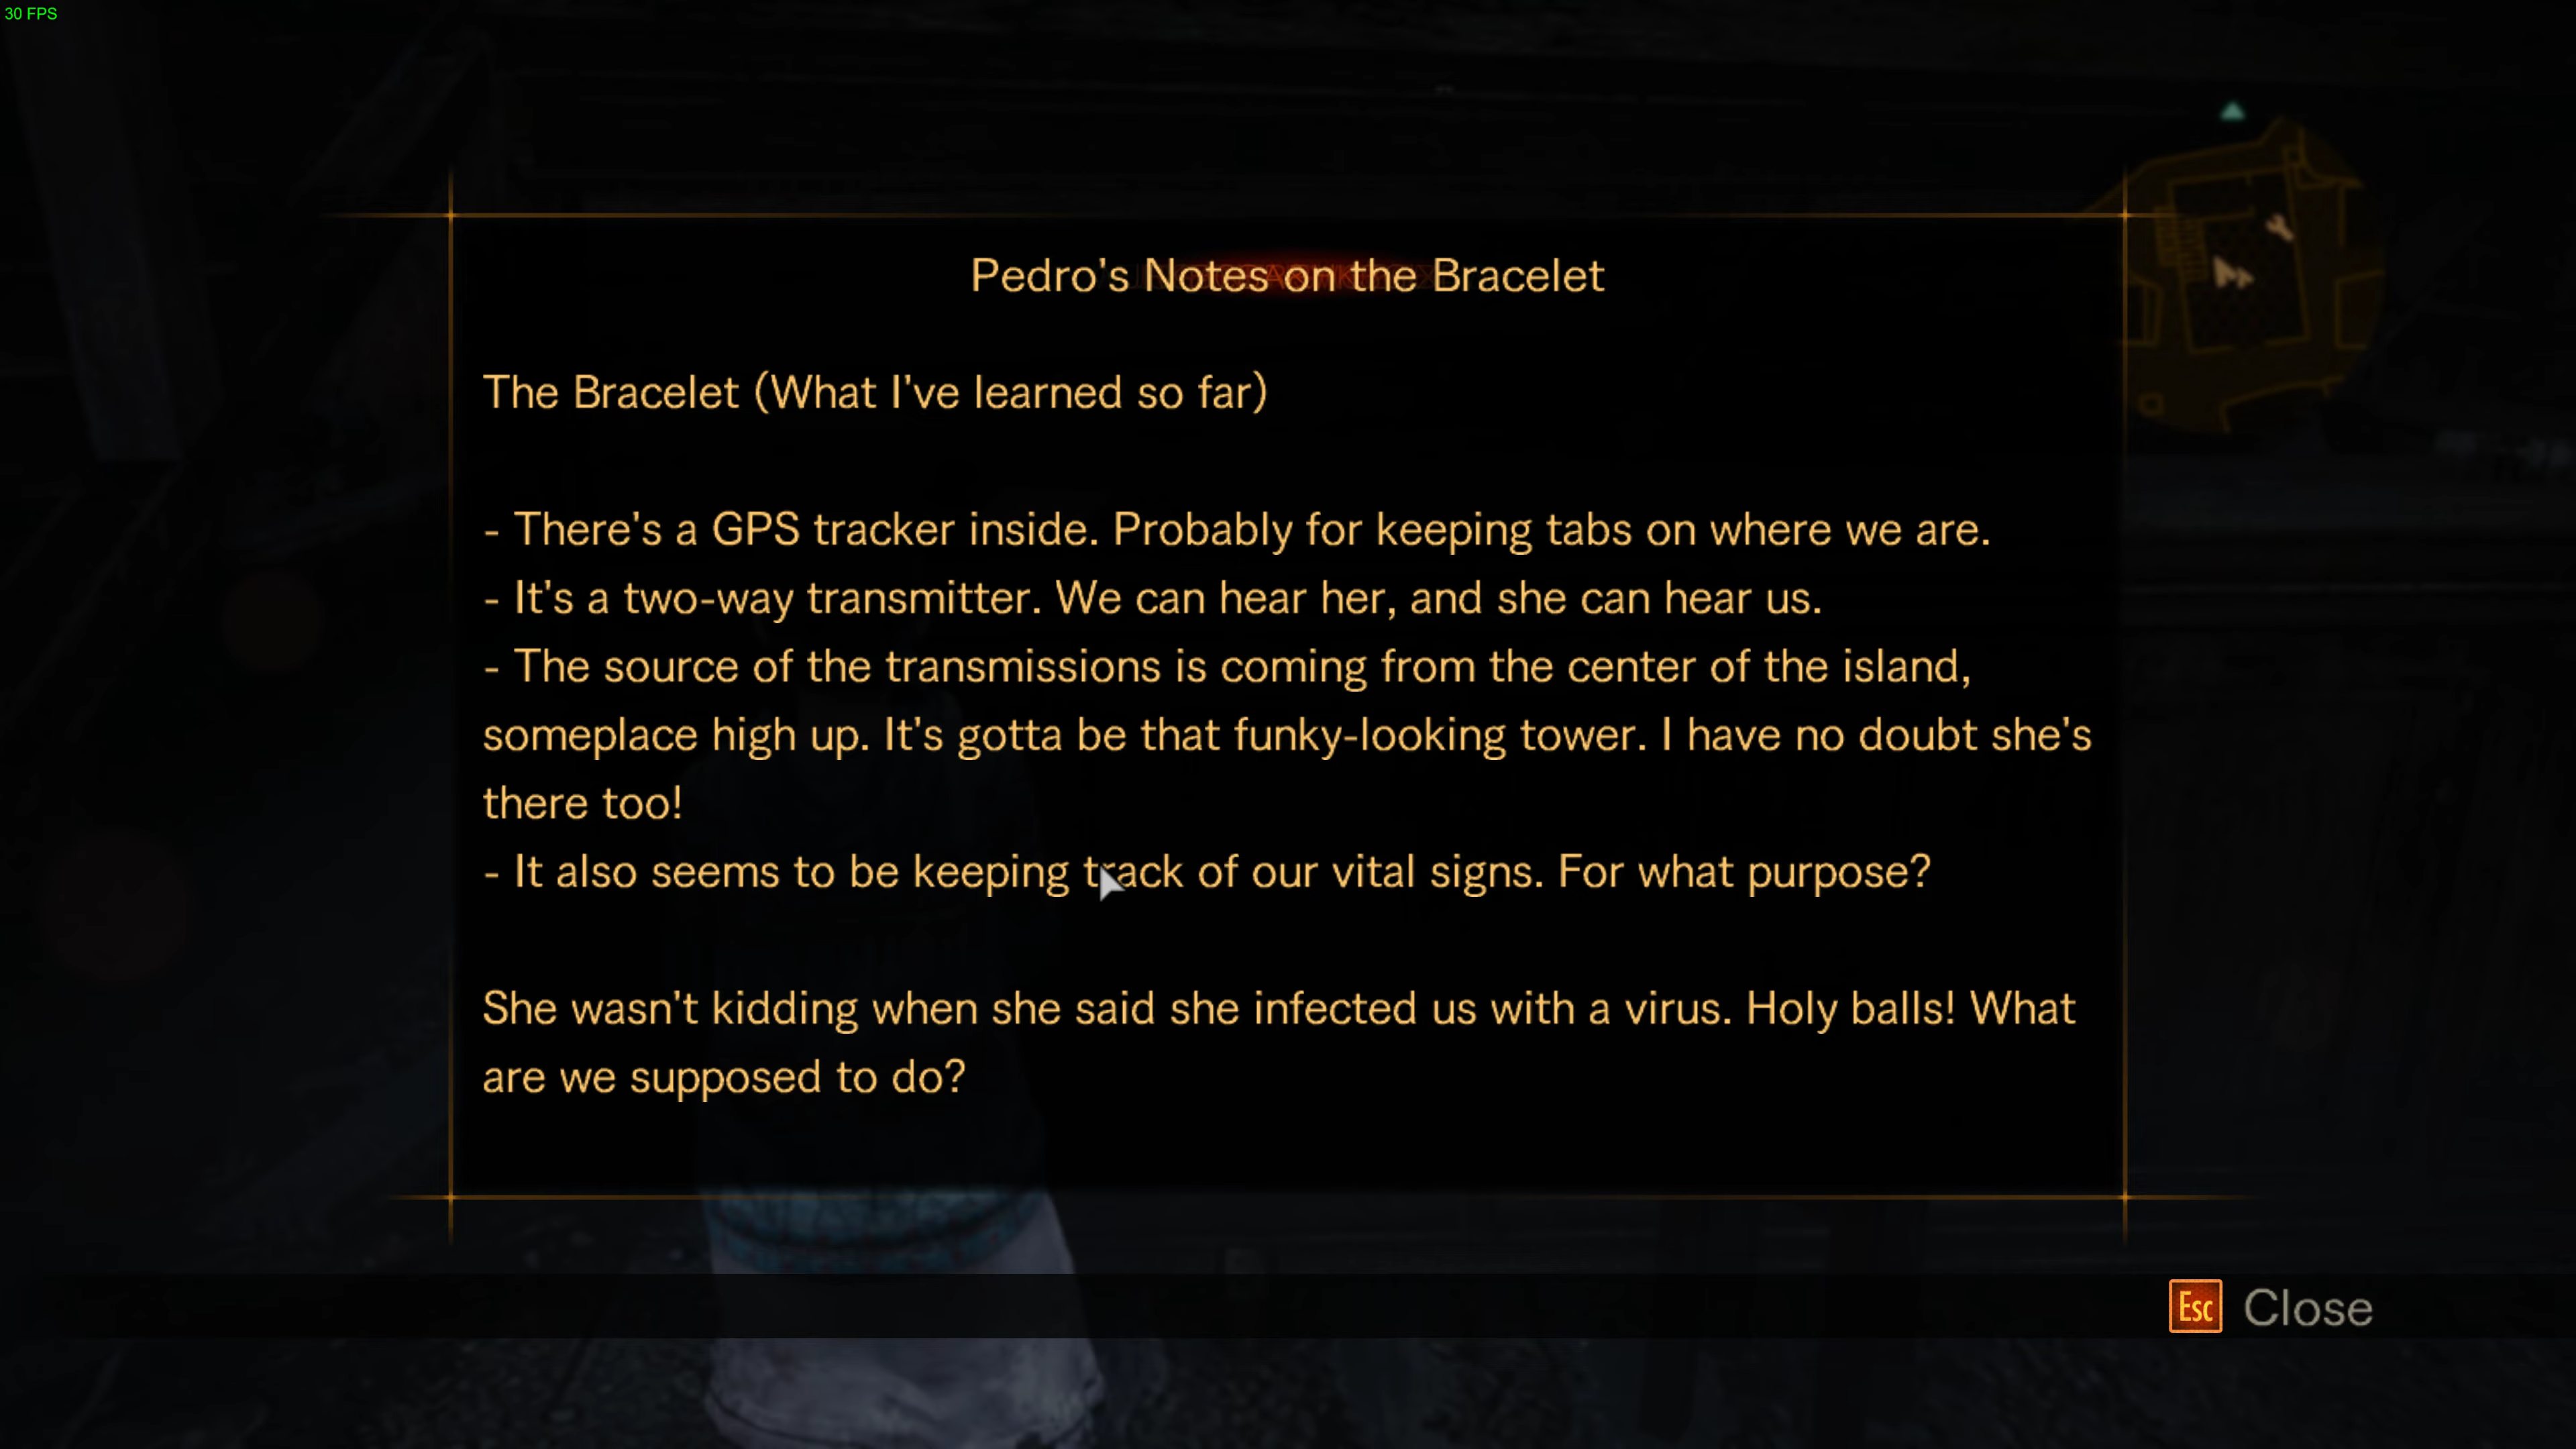 30 FPS
Pedro's Notes on the Bracelet
The Bracelet (What I've learned so far)
- There's a GPS tracker inside. Probably for keeping tabs on where we are.
- It's a two-way transmitter. We can hear her, and she can hear us.
- The source of the transmissions is coming from the center of the island,
someplace high up. It's gotta be that funky-looking tower. I have no doubt she's
there too!
- It also seems to be keeping track of our vital signs. For what purpose?
She wasn't kidding when she said she infected us with a virus. Holy balls! What
are we supposed to do?
Esc Close